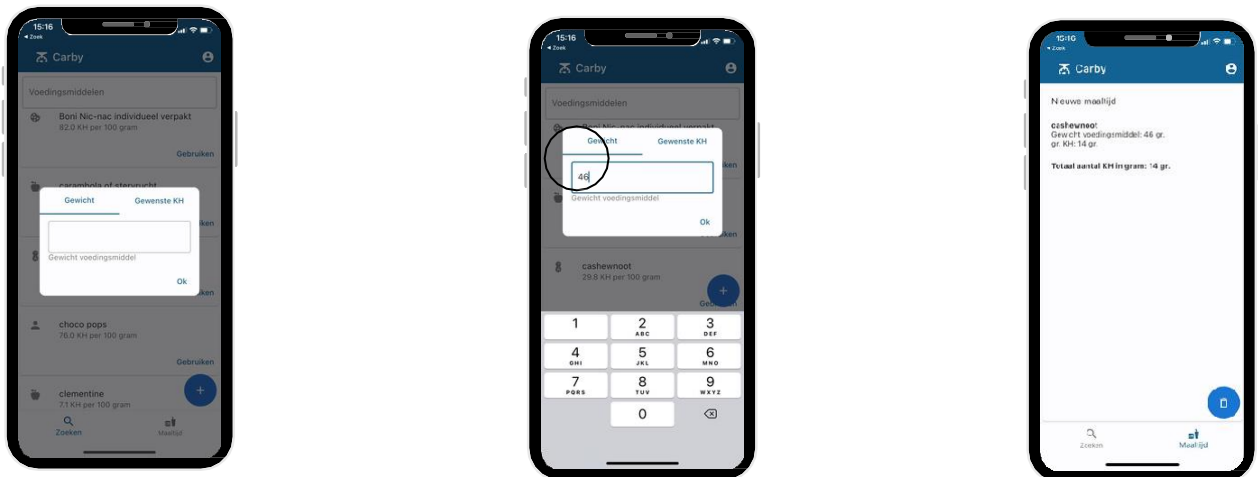 15:16
◂ Zoek
Carby
Voedingsmiddelen
Boni Nic-nac individueel verpakt
82.0 KH per 100 gram
Gebruiken
carambola of stervrucht
Gewicht
Gewenste KH
Gewicht voedingsmiddel
Ok
choco pops
76.0 KH per 100 gram
Gebruiken
clementine
7.1 KH per 100 gram
Zoeken
Maaltijd
15:16
◂ Zoek
Carby
Voedingsmiddelen
Boni Nic-nac individueel verpakt
Gewicht
Gewenste KH
46
Gewicht voedingsmiddel
Ok
cashewnoot
29.8 KH per 100 gram
1
2
ABC
3
DEF
4
GHI
5
JKL
6
MNO
7
PQRS
8
TUV
9
WXYZ
0
15:16
◂ Zoek
Carby
Nieuwe maaltijd
cashewnoot
Gewicht voedingsmiddel: 46 gr.
gr. KH: 14 gr.
Totaal aantal KH in gram: 14 gr.
Zoeken
Maaltijd